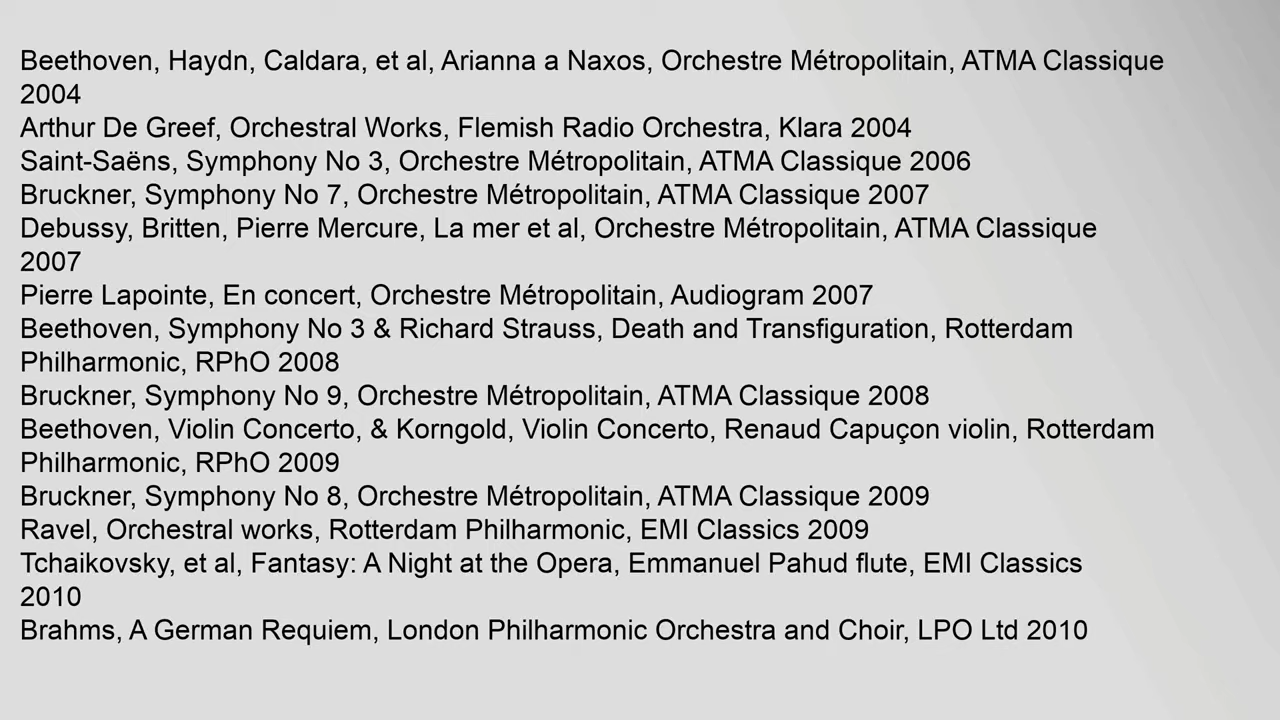 Beethoven, Haydn, Caldara, et al, Arianna a Naxos, Orchestre Métropolitain, ATMA Classique
2004
Arthur De Greef, Orchestral Works, Flemish Radio Orchestra, Klara 2004
Saint-Saëns, Symphony No 3, Orchestre Métropolitain, ATMA Classique 2006
Bruckner, Symphony No 7, Orchestre Métropolitain, ATMA Classique 2007
Debussy, Britten, Pierre Mercure, La mer et al, Orchestre Métropolitain, ATMA Classique
2007
Pierre Lapointe, En concert, Orchestre Métropolitain, Audiogram 2007
Beethoven, Symphony No 3 & Richard Strauss, Death and Transfiguration, Rotterdam
Philharmonic, RPhO 2008
Bruckner, Symphony No 9, Orchestre Métropolitain, ATMA Classique 2008
Beethoven, Violin Concerto, & Korngold, Violin Concerto, Renaud Capuçon violin, Rotterdam
Philharmonic, RPhO 2009
Bruckner, Symphony No 8, Orchestre Métropolitain, ATMA Classique 2009
Ravel, Orchestral works, Rotterdam Philharmonic, EMI Classics 2009
Tchaikovsky, et al, Fantasy: A Night at the Opera, Emmanuel Pahud flute, EMI Classics
2010
Brahms, A German Requiem, London Philharmonic Orchestra and Choir, LPO Ltd 2010